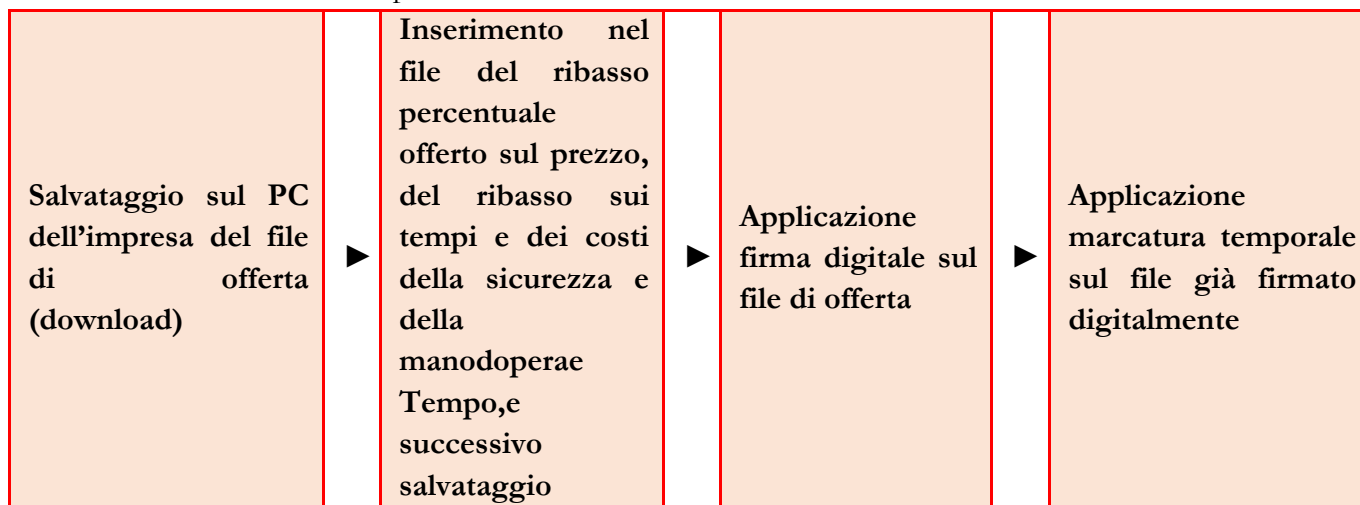 Salvataggio sul PC
dell’impresa del file
di offerta
(download)
►
Inserimento nel
file del ribasso
percentuale
offerto sul prezzo,
del ribasso sui
tempi e dei costi
della sicurezza e
della
manodoperae
Tempo,e
successivo
salvataggio
►
Applicazione
firma digitale sul
file di offerta
►
Applicazione
marcatura temporale
sul file già firmato
digitalmente